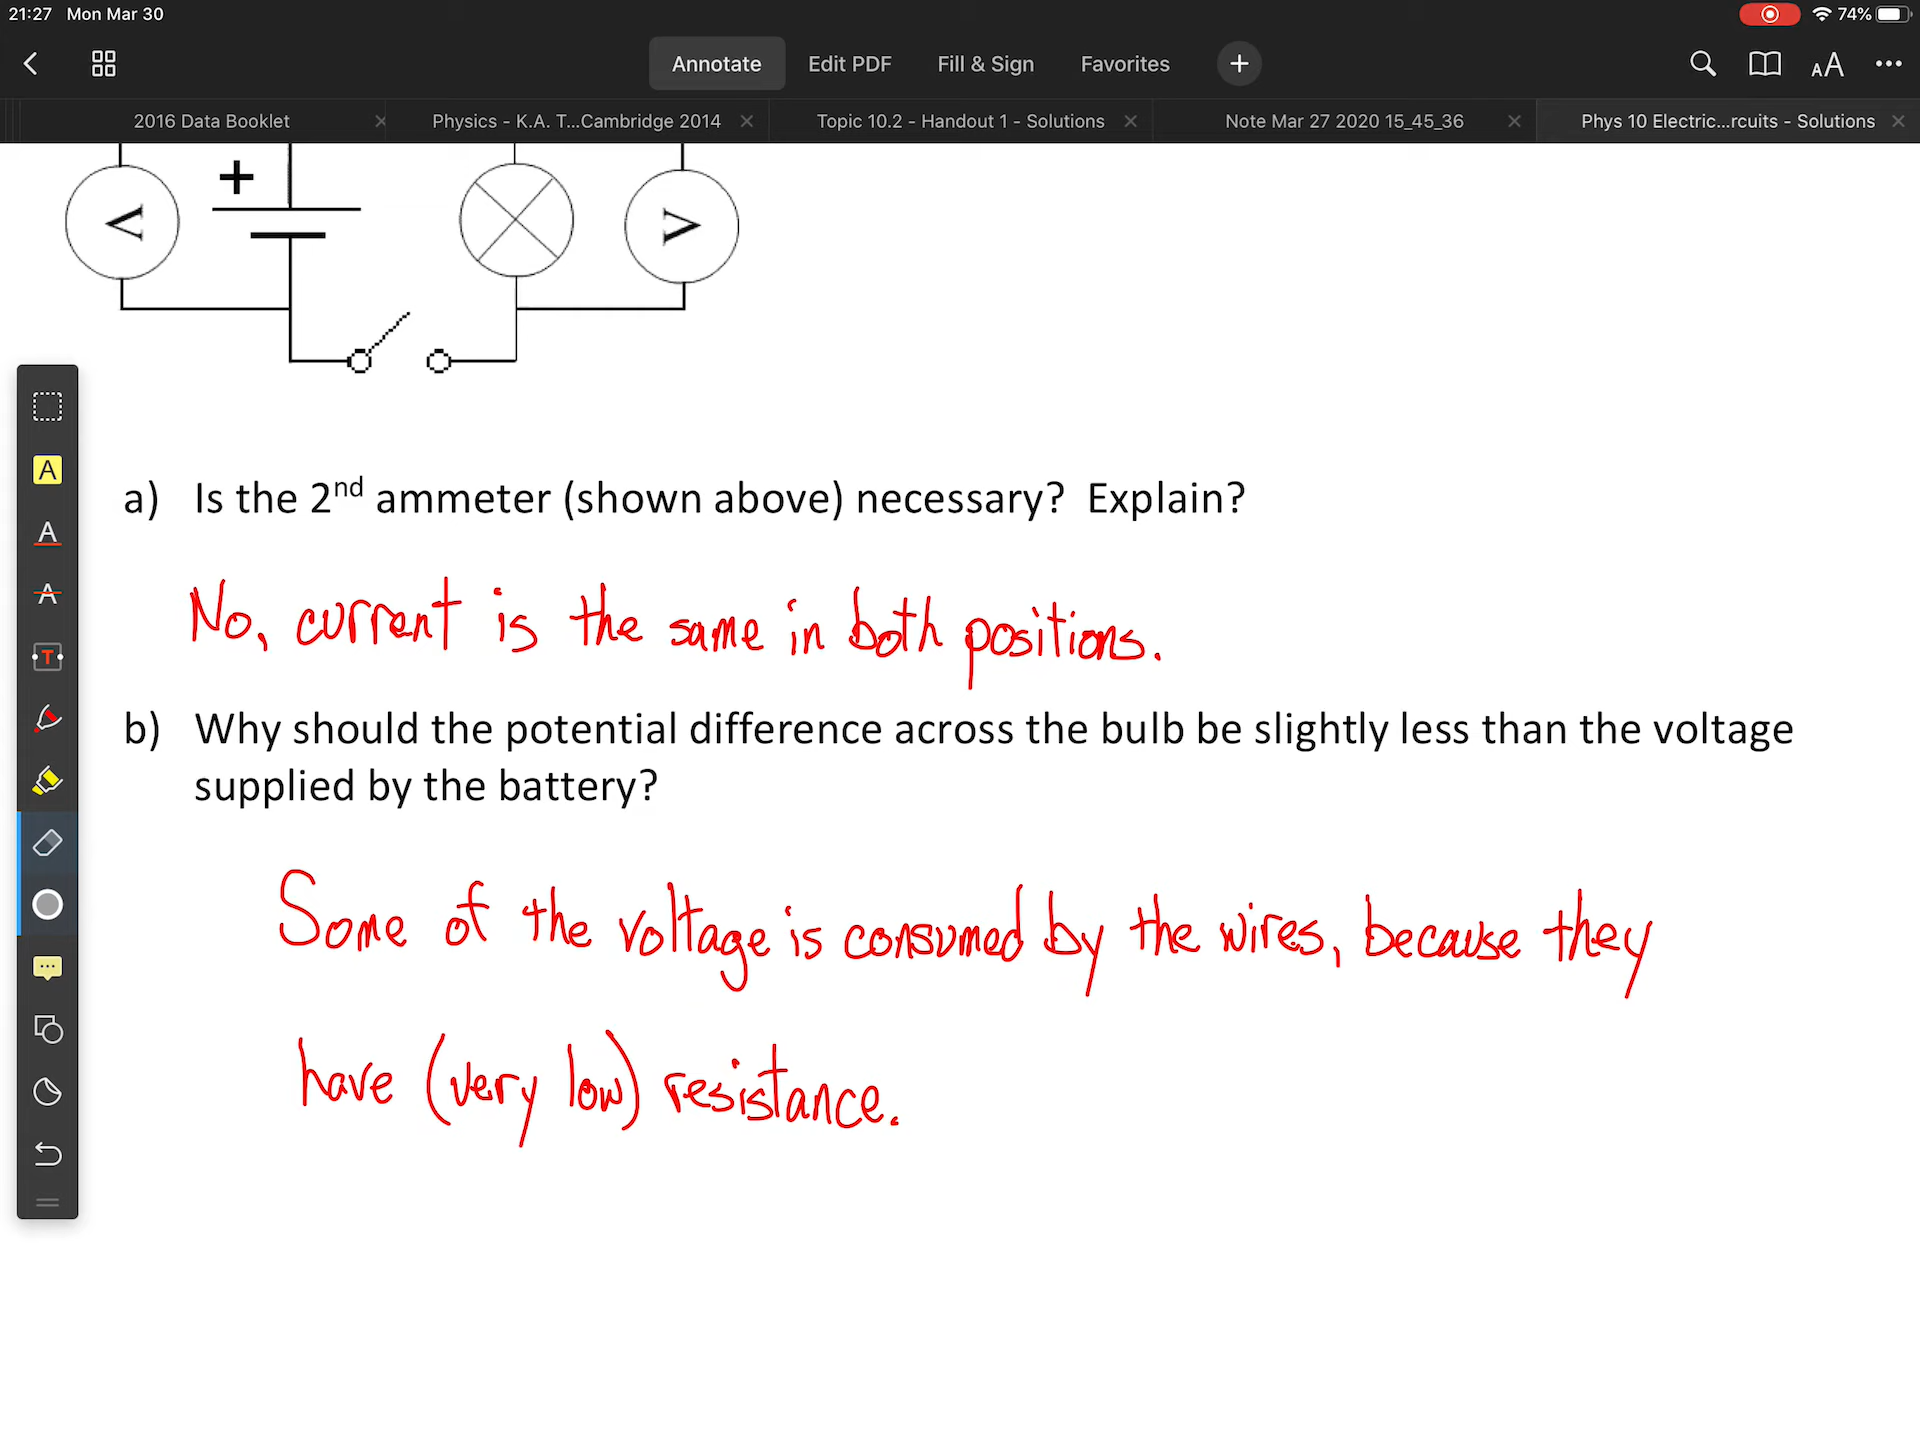 21:27 Mon Mar 30
74%
Annotate Edit PDF Fill & Sign Favorites
AA
2016 Data Booklet
Physics - K.A. T...Cambridge 2014
Topic 10.2 - Handout 1 - Solutions
Note Mar 27 2020 15_45_36
Phys 10 Electric...rcuits - Solutions
+
V V
A
A
A
T
a) Is the 2nd ammeter (shown above) necessary? Explain?
No, current is the same in both positions.
b) Why should the potential difference across the bulb be slightly less than the voltage
supplied by the battery?
Some of the voltage is consumed by the wires, because they
have (very low) resistance.